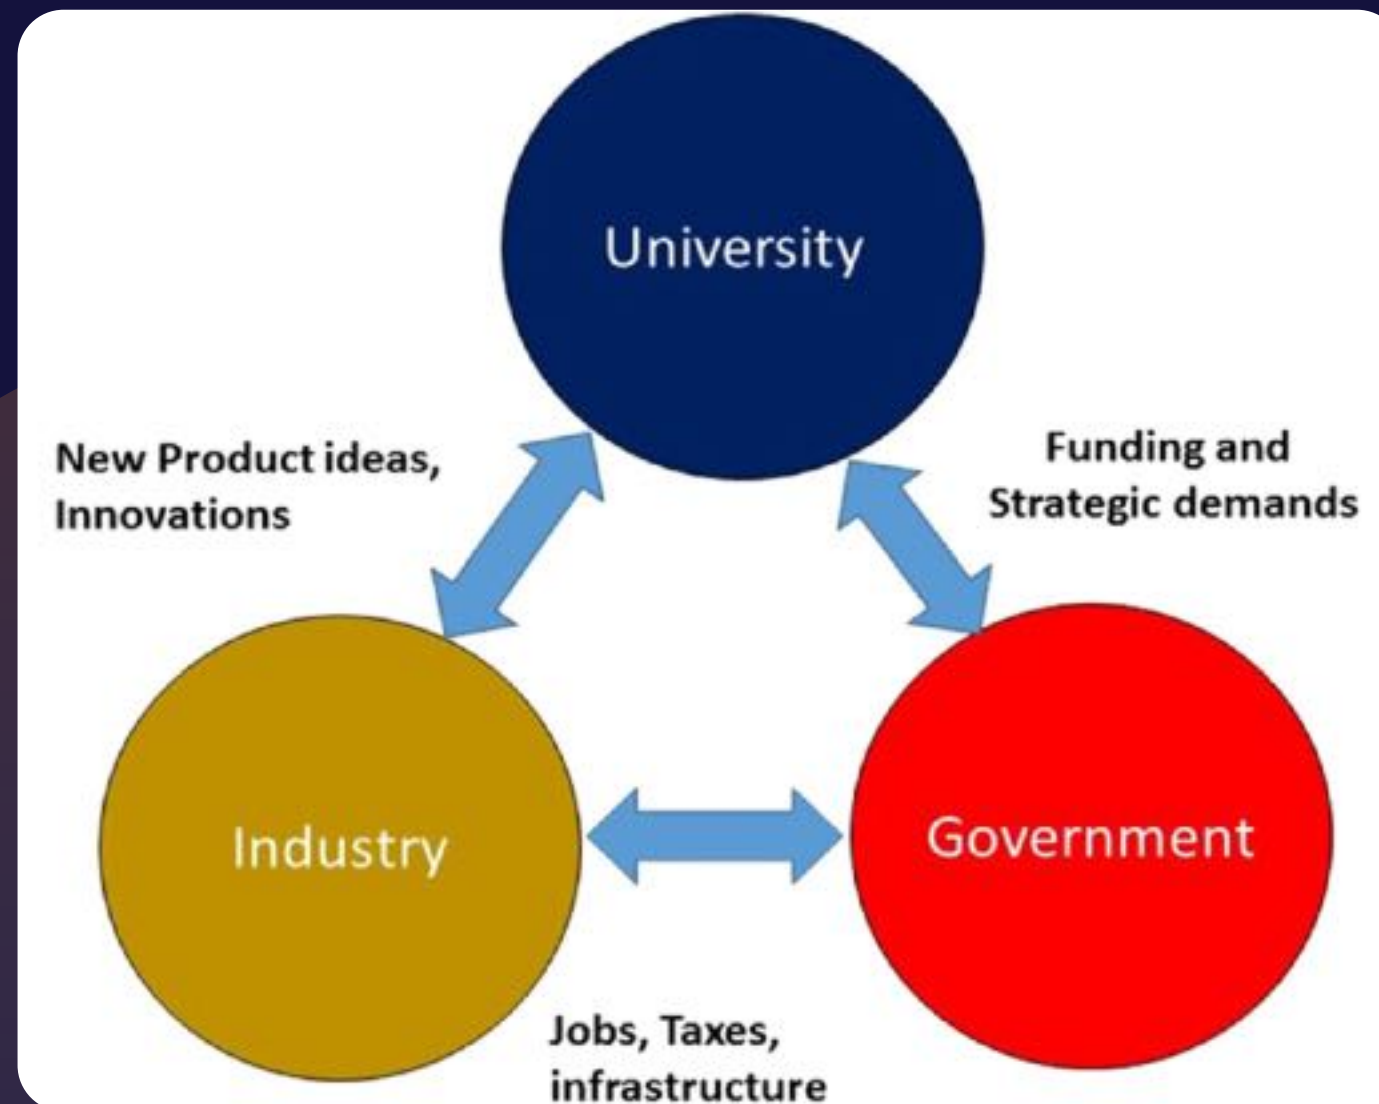 University
New Product ideas,
Innovations
Funding and
Strategic demands
Industry
Government
Jobs, Taxes,
infrastructure